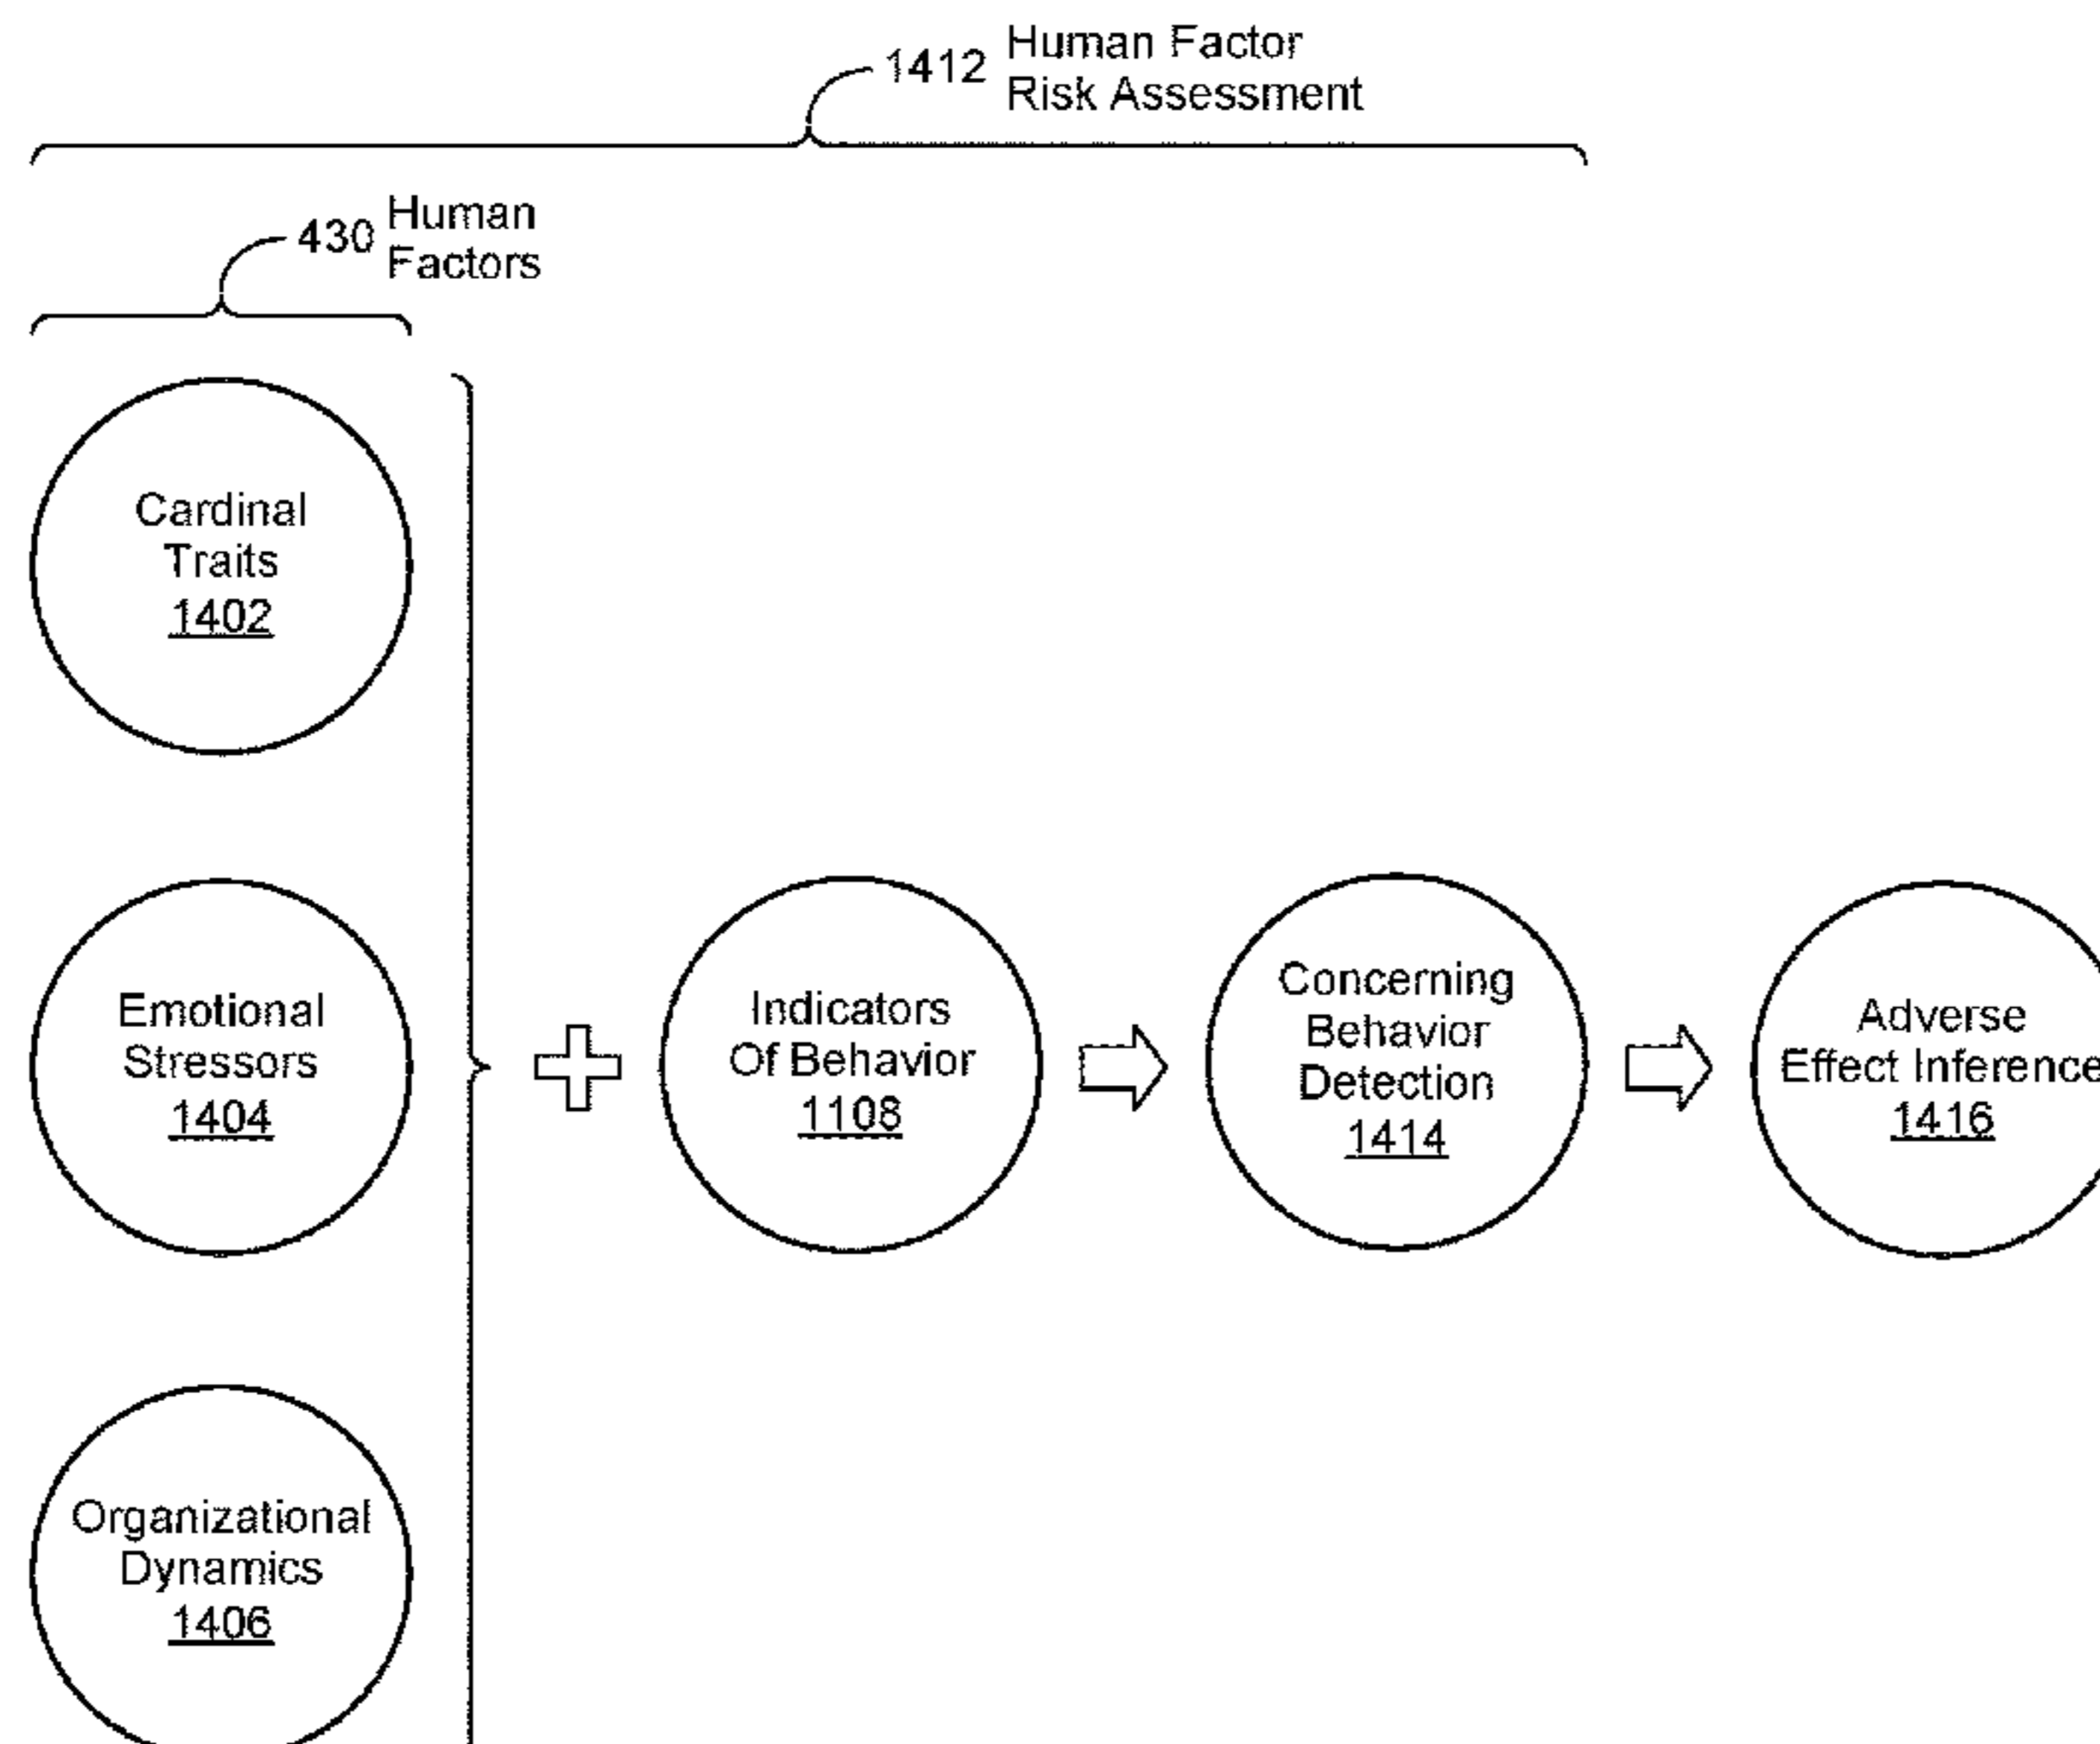 1412
Human Factor
Risk Assessment
430
Human
Factors
Cardinal
Traits
1402
Emotional
Stressors
1404
Organizational
Dynamics
1406
Indicators
Of Behavior
1108
Concerning
Behavior
Detection
1414
Adverse
Effect Inference
1416